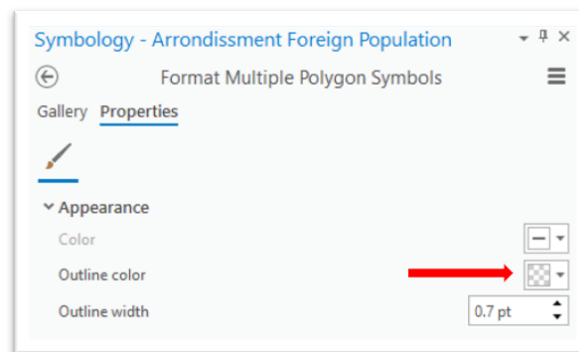 Symbology - Arrondissment Foreign Population
Format Multiple Polygon Symbols
Gallery Properties
Appearance
Color
Outline color
Outline width 0.7 pt